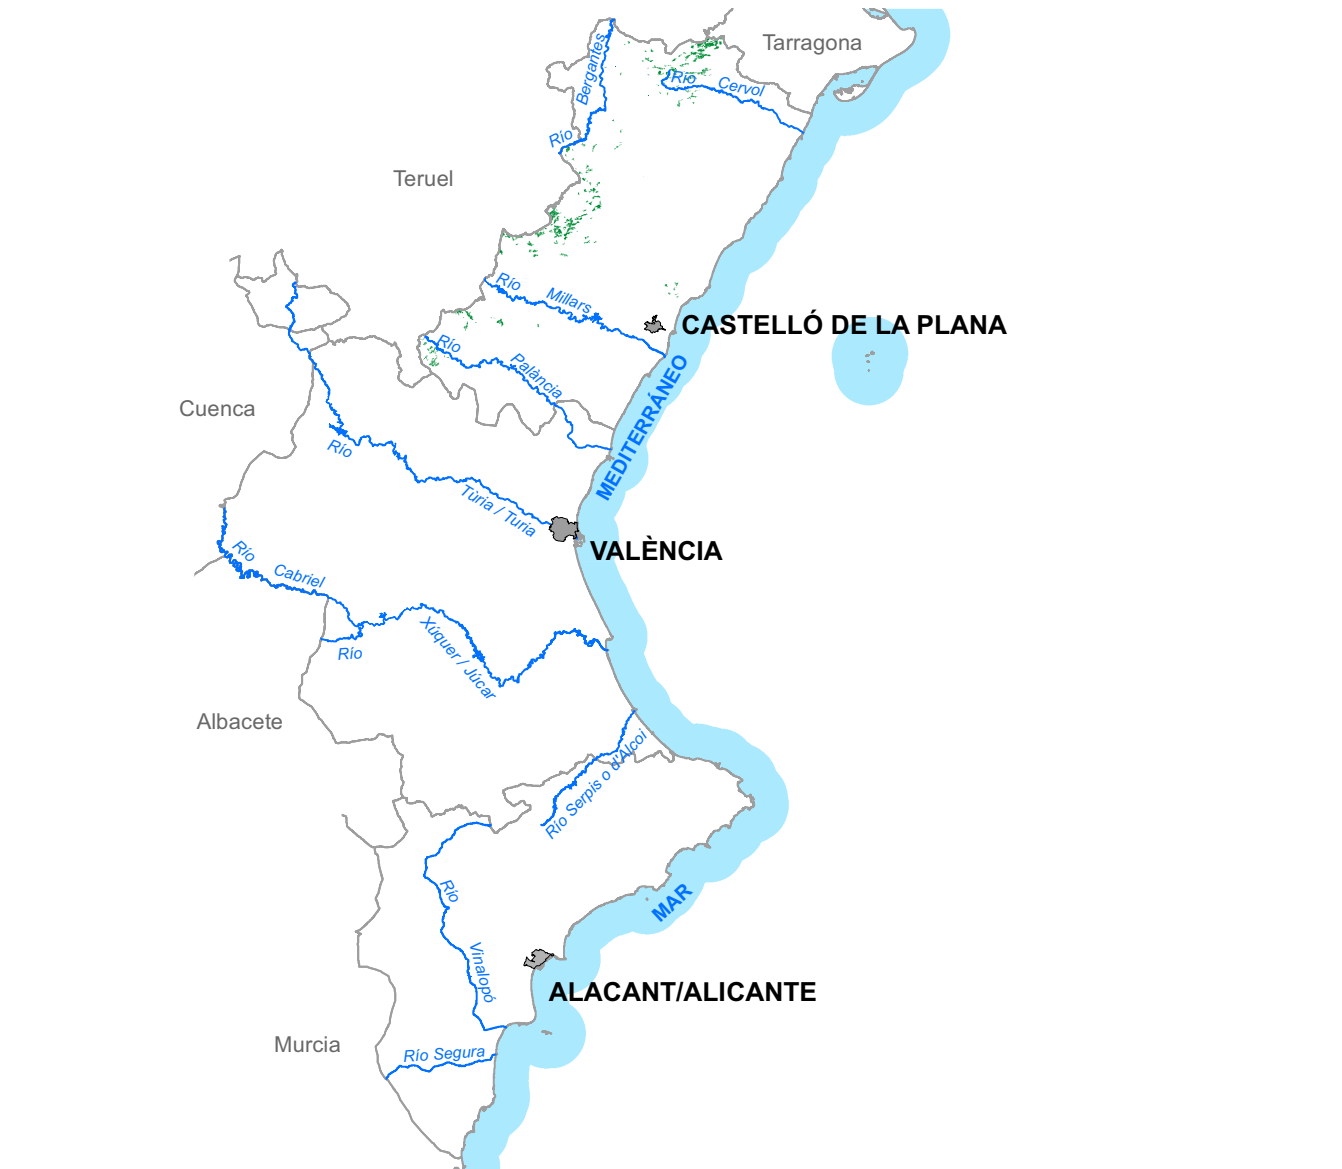 Tarragona
Río Bergantes
Río Cervol
Teruel
Río Millars
CASTELLÓ DE LA PLANA
Río Palància
MEDITERRÁNEO
Cuenca
Río Túria / Turia
VALÈNCIA
Río Cabriel
Río Xúquer / Júcar
Albacete
Río Serpis o d'Alcoi
Río Vinalopó
MAR
ALACANT/ALICANTE
Murcia
Río Segura